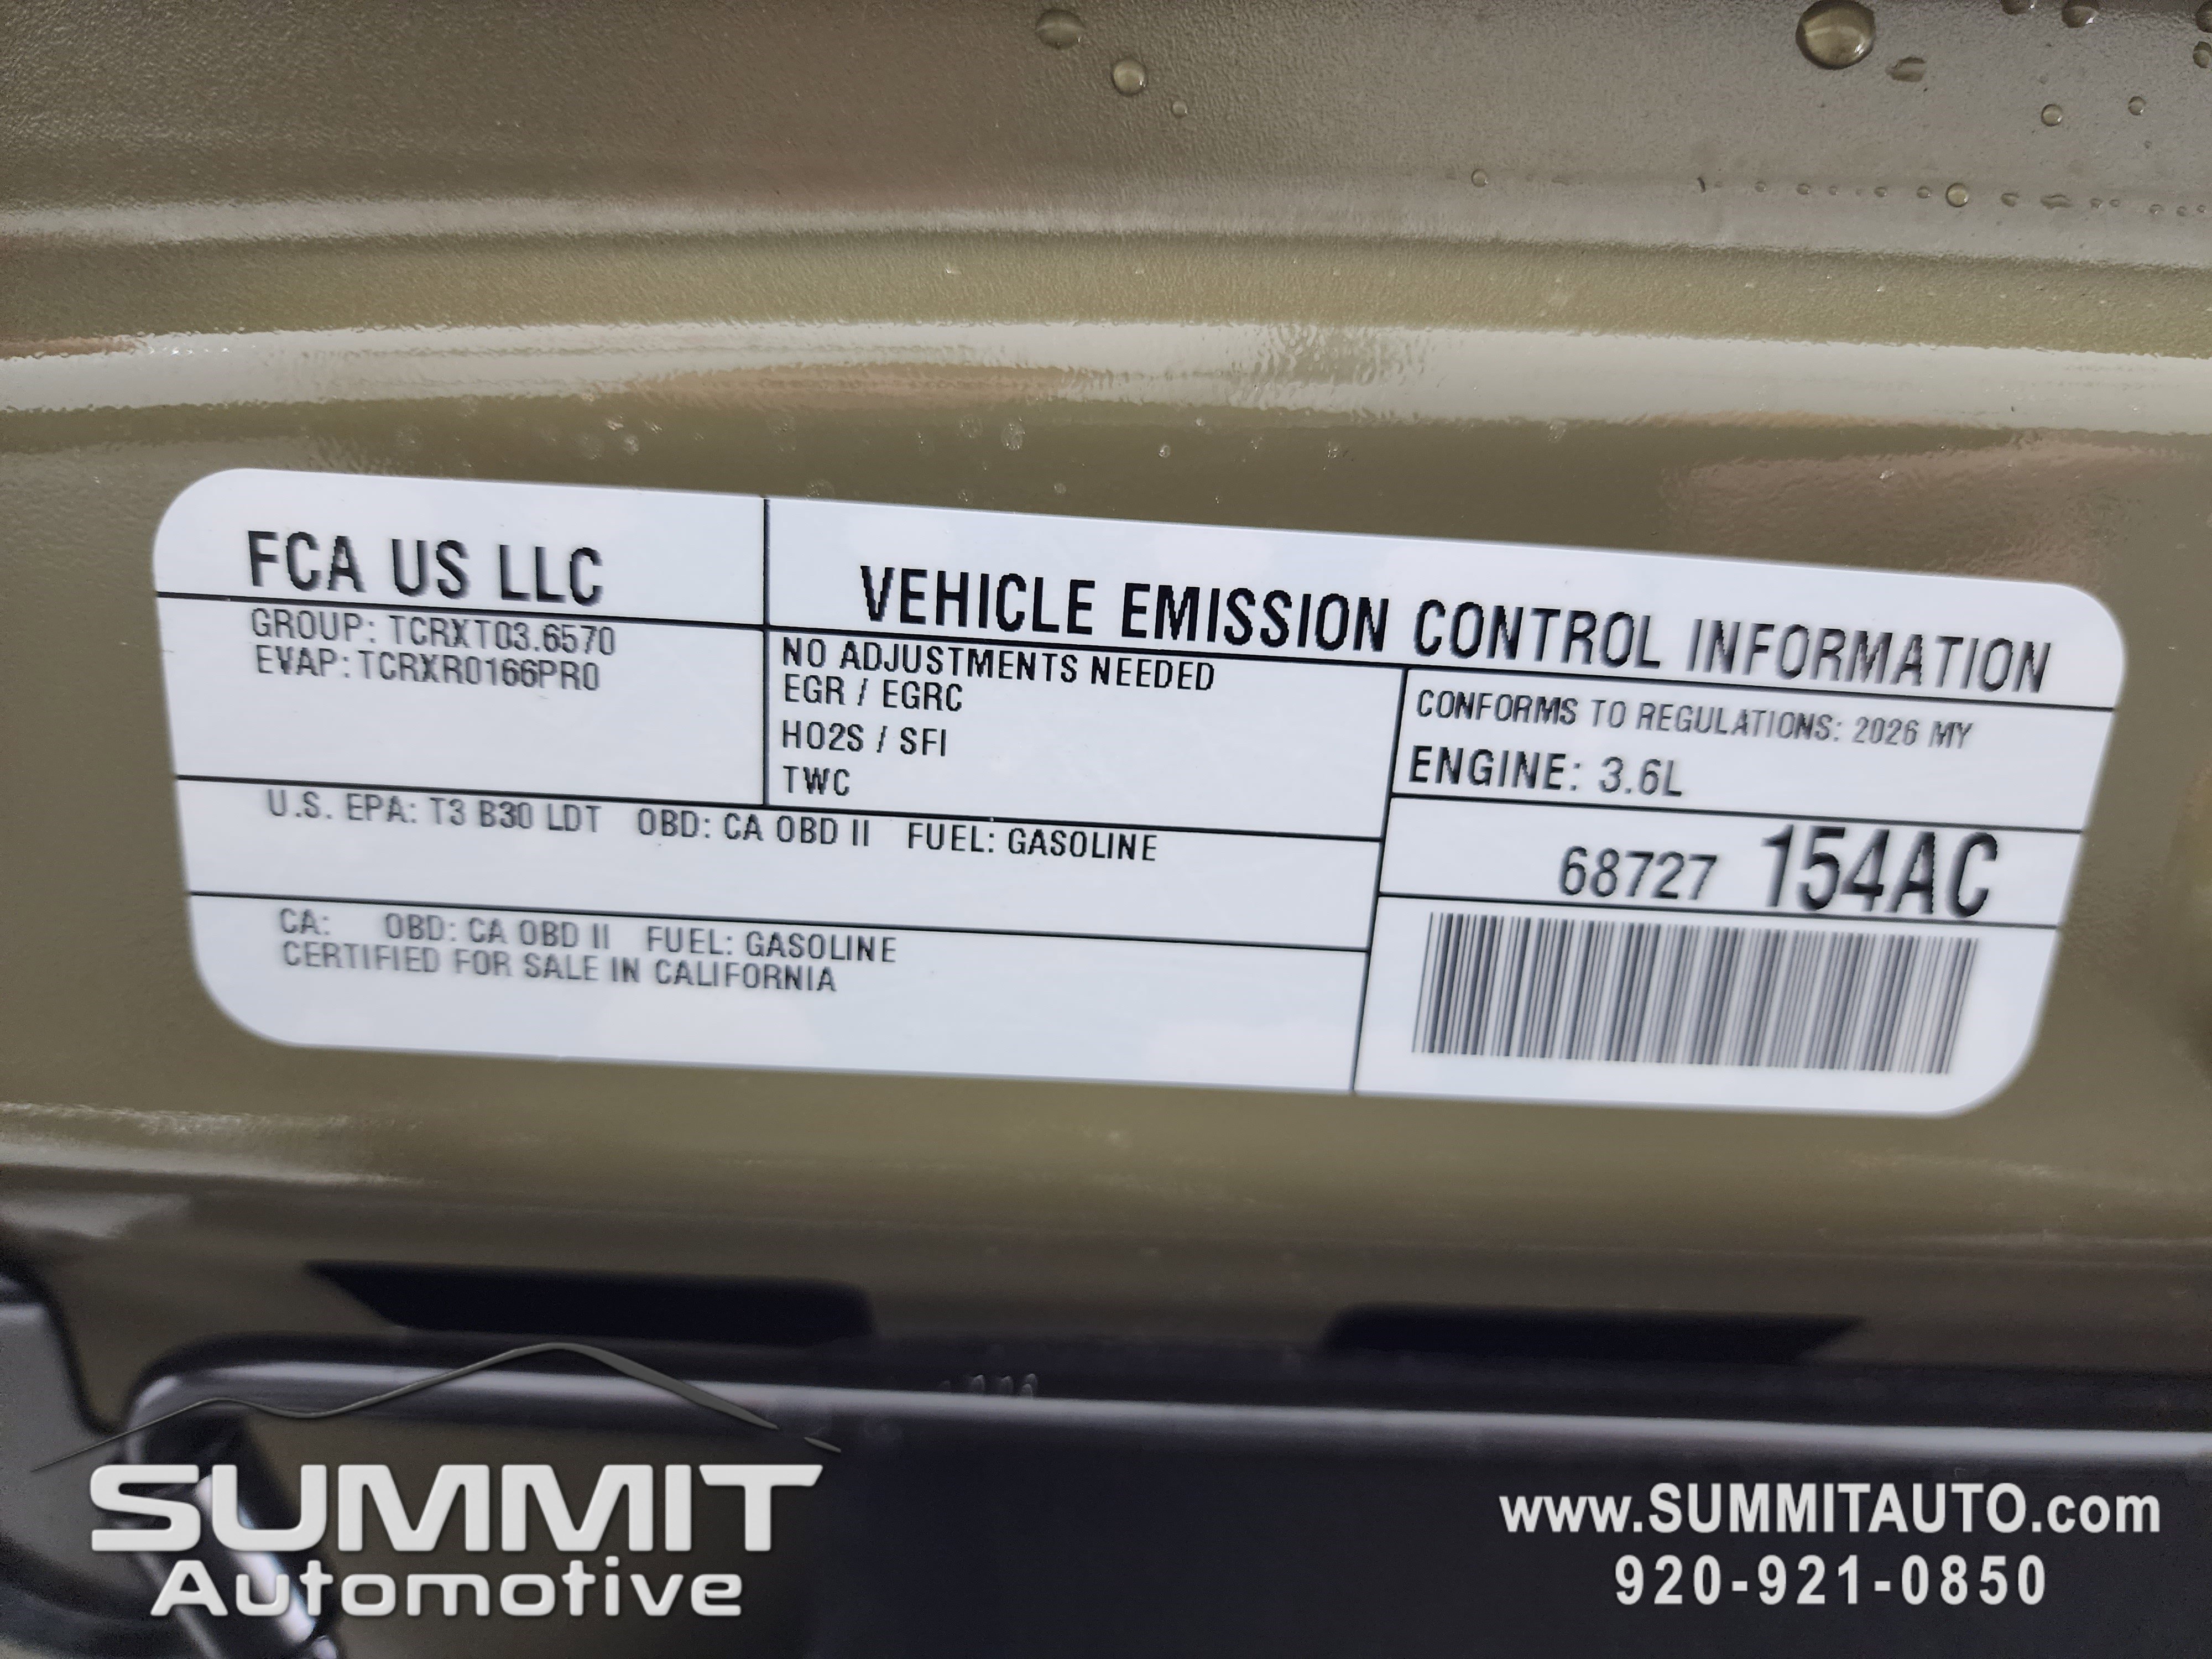 FCA US LLC
VEHICLE EMISSION CONTROL INFORMATION
GROUP: TCRXT03.6570
EVAP: TCRXR0166PR0
NO ADJUSTMENTS NEEDED
EGR / EGRC
HO2S / SFI
TWC
CONFORMS TO REGULATIONS: 2026 MY
ENGINE: 3.6L
U.S. EPA: T3 B30 LDT OBD: CA OBD II FUEL: GASOLINE
68727 154AC
CA: OBD: CA OBD II FUEL: GASOLINE
CERTIFIED FOR SALE IN CALIFORNIA
SUMMIT
Automotive
www.SUMMITAUTO.com
920-921-0850